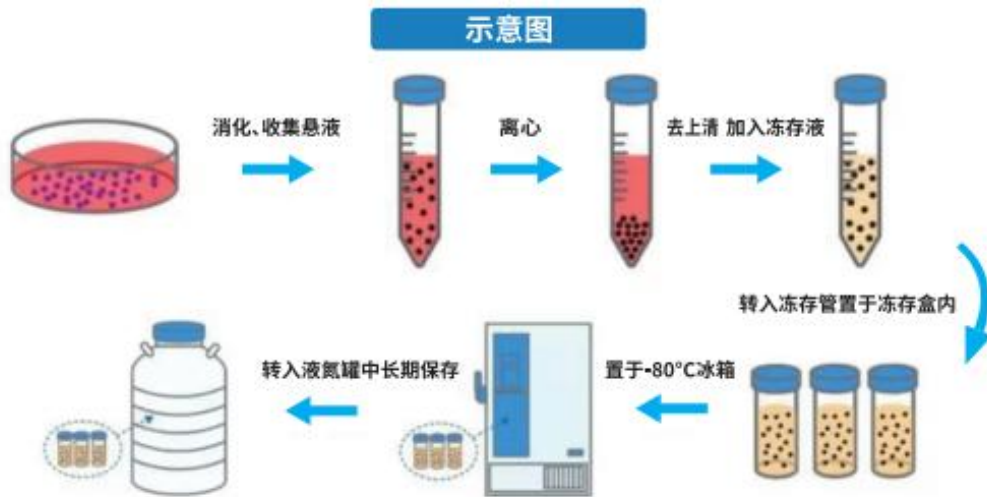 示意图
消化、收集悬液
离心
去上清 加入冻存液
转入冻存管置于冻存盒内
置于-80°C冰箱
转入液氮罐中长期保存